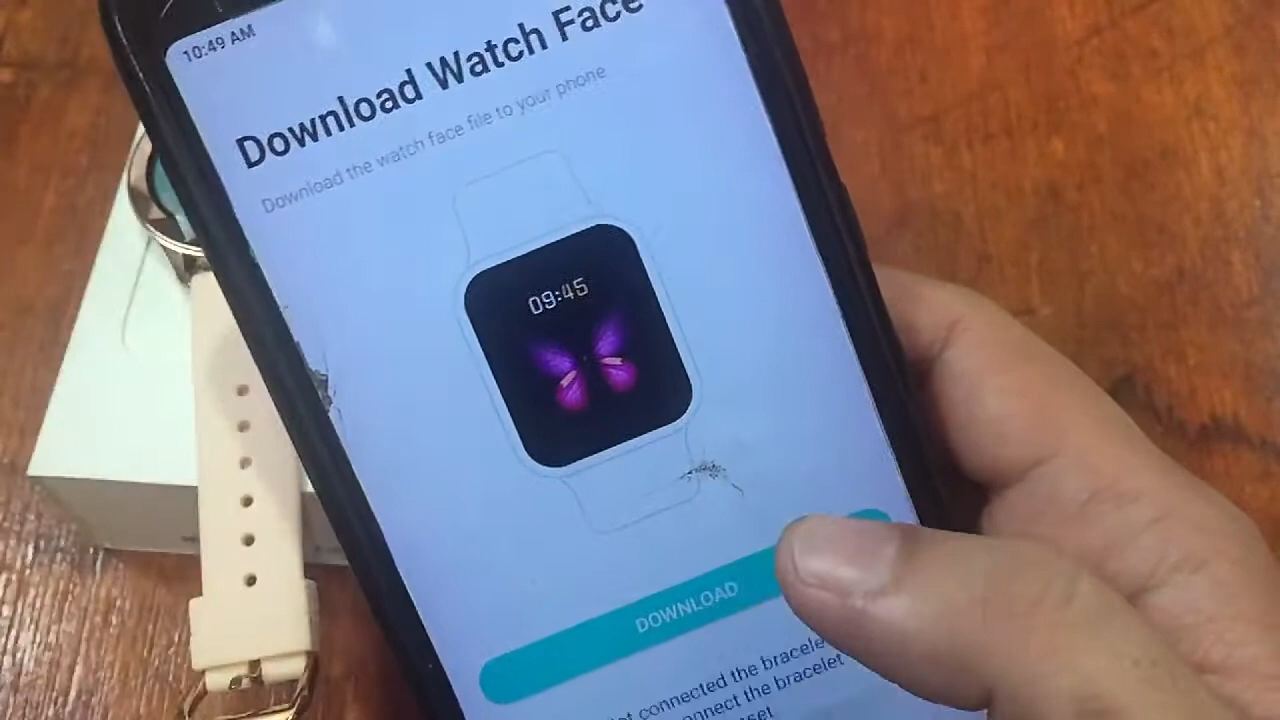 10:49 AM
Download Watch Face
Download the watch face file to your phone
09:45
DOWNLOAD
connected the bracelet
connect the bracelet